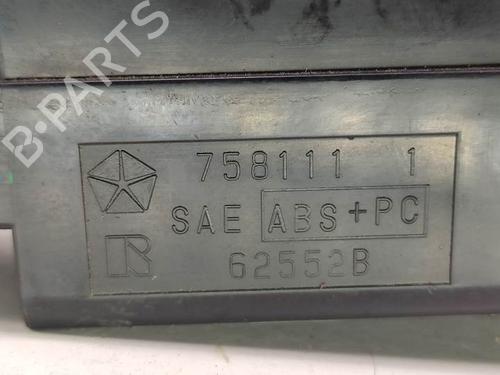 B-PARTS
758111 1
SAE ABS+PC
R 62552B